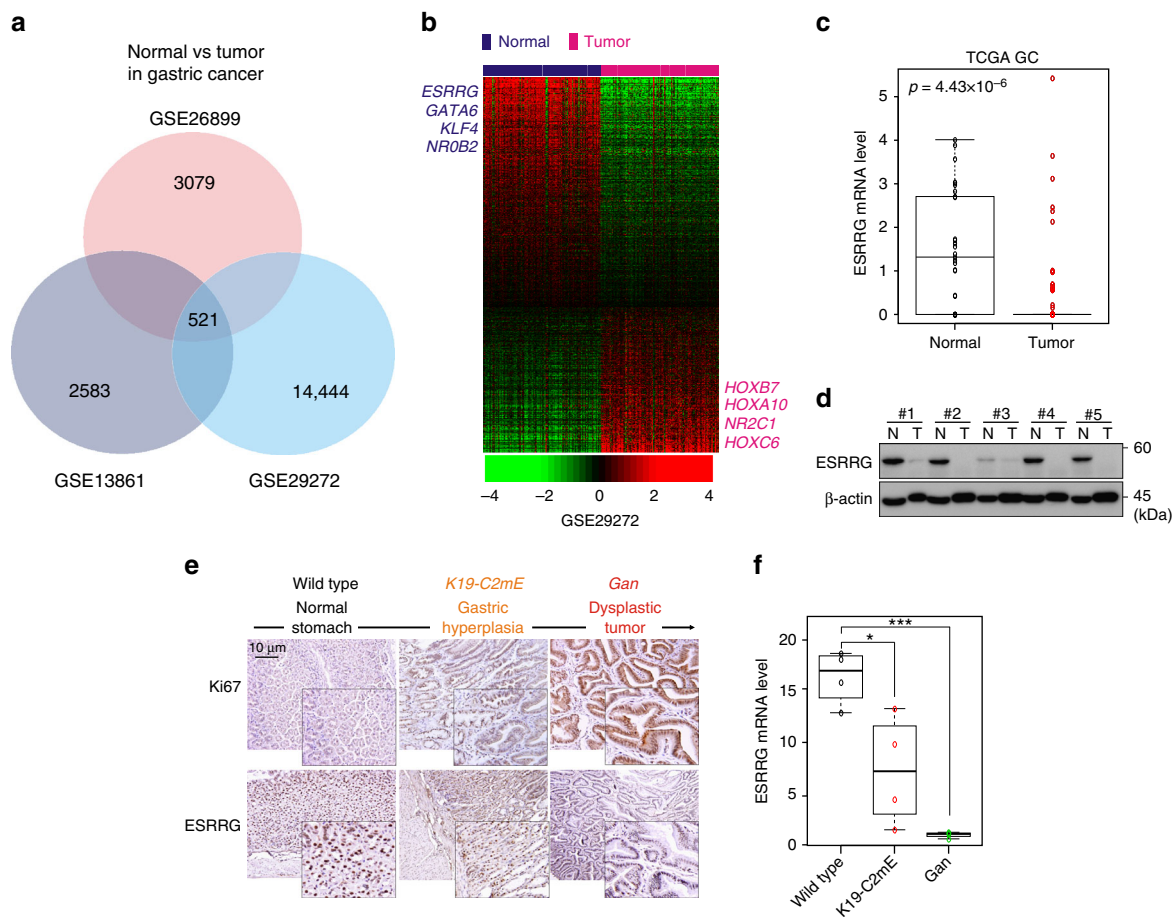 a
Normal vs tumor
in gastric cancer
GSE26899
3079
521
2583
14,444
GSE13861
GSE29272
b
Normal
Tumor
ESRRG
GATA6
KLF4
NR0B2
HOXB7
HOXA10
NR2C1
HOXC6
−4
−2
0
2
4
GSE29272
c
TCGA GC
p = 4.43×10−6
ESRRG mRNA level
5
4
3
2
1
0
Normal
Tumor
d
#1 #2 #3 #4 #5
N T N T N T N T N T
ESRRG
60
β-actin
45
(kDa)
e
Wild type
K19-C2mE
Gan
Normal
stomach
Gastric
hyperplasia
Dysplastic
tumor
10 μm
Ki67
ESRRG
f
ESRRG mRNA level
20
15
10
5
0
***
*
Wild type
K19-C2mE
Gan